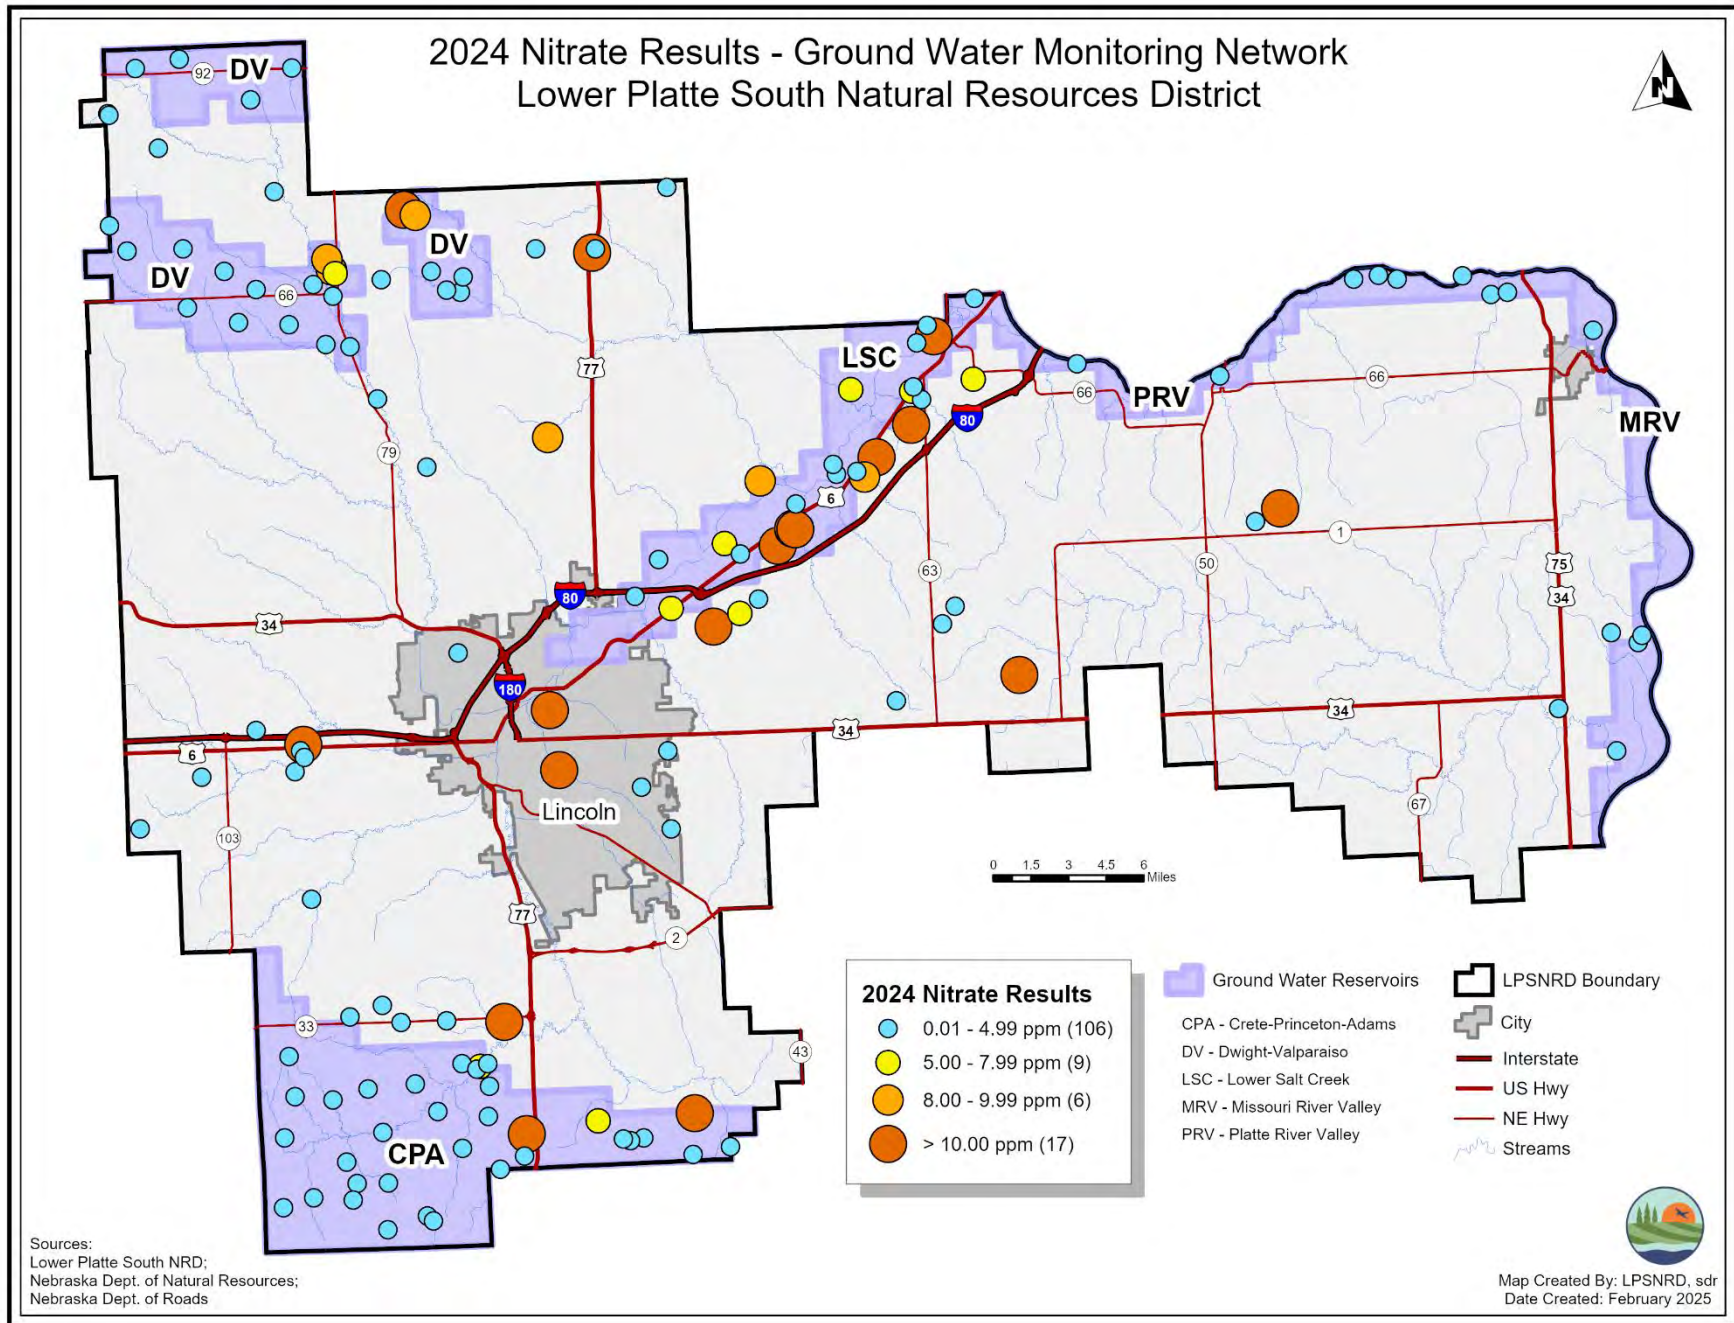 2024 Nitrate Results - Ground Water Monitoring Network
Lower Platte South Natural Resources District
N
92
DV
DV
DV
66
77
79
LSC
80
66
PRV
66
MRV
6
63
1
50
75
34
80
34
180
34
34
6
103
Lincoln
67
0 1.5 3 4.5 6
Miles
77
2
33
43
CPA
2024 Nitrate Results
0.01 - 4.99 ppm (106)
5.00 - 7.99 ppm (9)
8.00 - 9.99 ppm (6)
> 10.00 ppm (17)
Ground Water Reservoirs
CPA - Crete-Princeton-Adams
DV - Dwight-Valparaiso
LSC - Lower Salt Creek
MRV - Missouri River Valley
PRV - Platte River Valley
LPSNRD Boundary
City
Interstate
US Hwy
NE Hwy
Streams
Sources:
Lower Platte South NRD;
Nebraska Dept. of Natural Resources;
Nebraska Dept. of Roads
Map Created By: LPSNRD, sdr
Date Created: February 2025